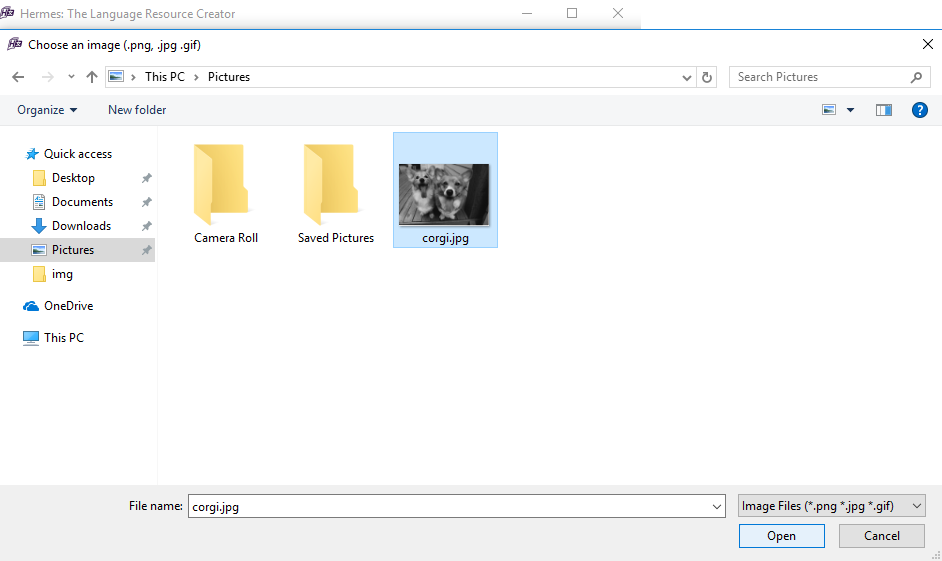 Hermes: The Language Resource Creator
Choose an image (.png, .jpg .gif)
This PC > Pictures
Search Pictures
Organize
New folder
Quick access
Desktop
Documents
Downloads
Pictures
img
OneDrive
This PC
Camera Roll
Saved Pictures
corgi.jpg
File name: corgi.jpg
Image Files (*.png *.jpg *.gif)
Open
Cancel